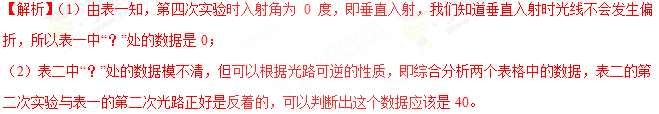 【解析】（1）由表一知，第四次实验时入射角为 0 度，即垂直入射，我们知道垂直入射时光线不会发生偏
折，所以表一中“？”处的数据是 0；
（2）表二中“？”处的数据模不清，但可以根据光路可逆的性质，即综合分析两个表格中的数据，表二的第
二次实验与表一的第二次光路正好是反着的，可以判断出这个数据应该是 40。